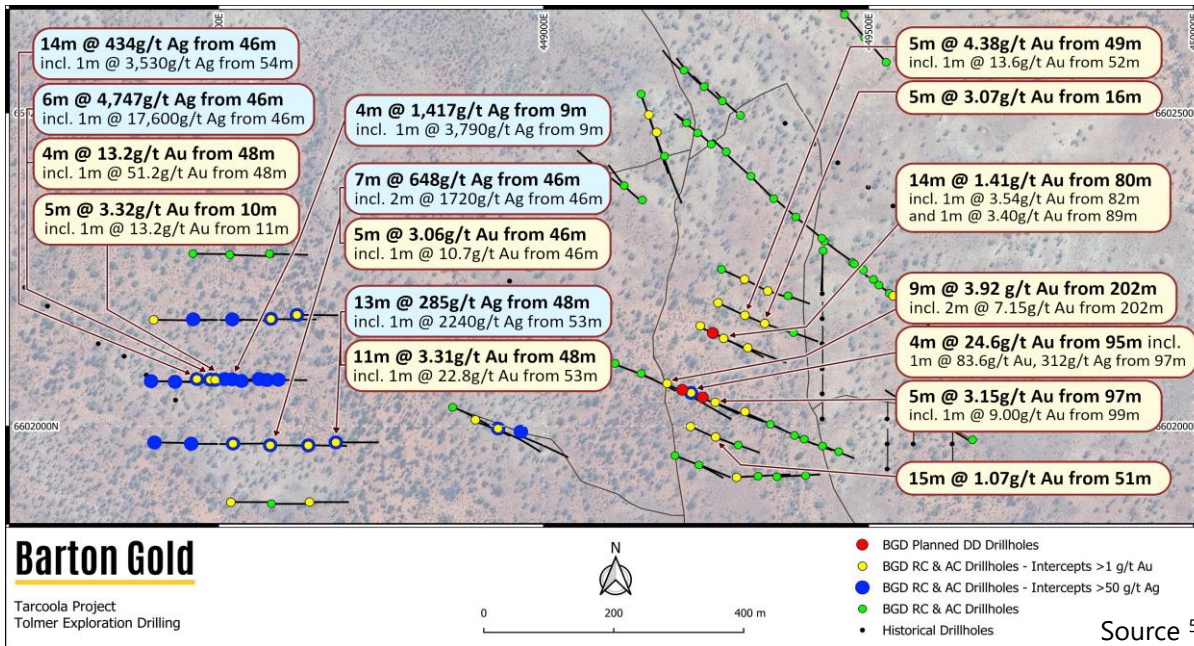 449000E
449500E
14m @ 434g/t Ag from 46m
incl. 1m @ 3,530g/t Ag from 54m
6m @ 4,747g/t Ag from 46m
incl. 1m @ 17,600g/t Ag from 46m
4m @ 13.2g/t Au from 48m
incl. 1m @ 51.2g/t Au from 48m
5m @ 3.32g/t Au from 10m
incl. 1m @ 13.2g/t Au from 11m
4m @ 1,417g/t Ag from 9m
incl. 1m @ 3,790g/t Ag from 9m
7m @ 648g/t Ag from 46m
incl. 2m @ 1720g/t Ag from 46m
5m @ 3.06g/t Au from 46m
incl. 1m @ 10.7g/t Au from 46m
13m @ 285g/t Ag from 48m
incl. 1m @ 2240g/t Ag from 53m
11m @ 3.31g/t Au from 48m
incl. 1m @ 22.8g/t Au from 53m
5m @ 4.38g/t Au from 49m
incl. 1m @ 13.6g/t Au from 52m
5m @ 3.07g/t Au from 16m
14m @ 1.41g/t Au from 80m
incl. 1m @ 3.54g/t Au from 82m
and 1m @ 3.40g/t Au from 89m
9m @ 3.92 g/t Au from 202m
incl. 2m @ 7.15g/t Au from 202m
4m @ 24.6g/t Au from 95m incl.
1m @ 83.6g/t Au, 312g/t Ag from 97m
5m @ 3.15g/t Au from 97m
incl. 1m @ 9.00g/t Au from 99m
15m @ 1.07g/t Au from 51m
6602500N
6602000N
6602000N
Barton Gold
Tarcoola Project
Tolmer Exploration Drilling
N
0 200 400 m
BGD Planned DD Drillholes
BGD RC & AC Drillholes - Intercepts >1 g/t Au
BGD RC & AC Drillholes - Intercepts >50 g/t Ag
BGD RC & AC Drillholes
Historical Drillholes
Source 5